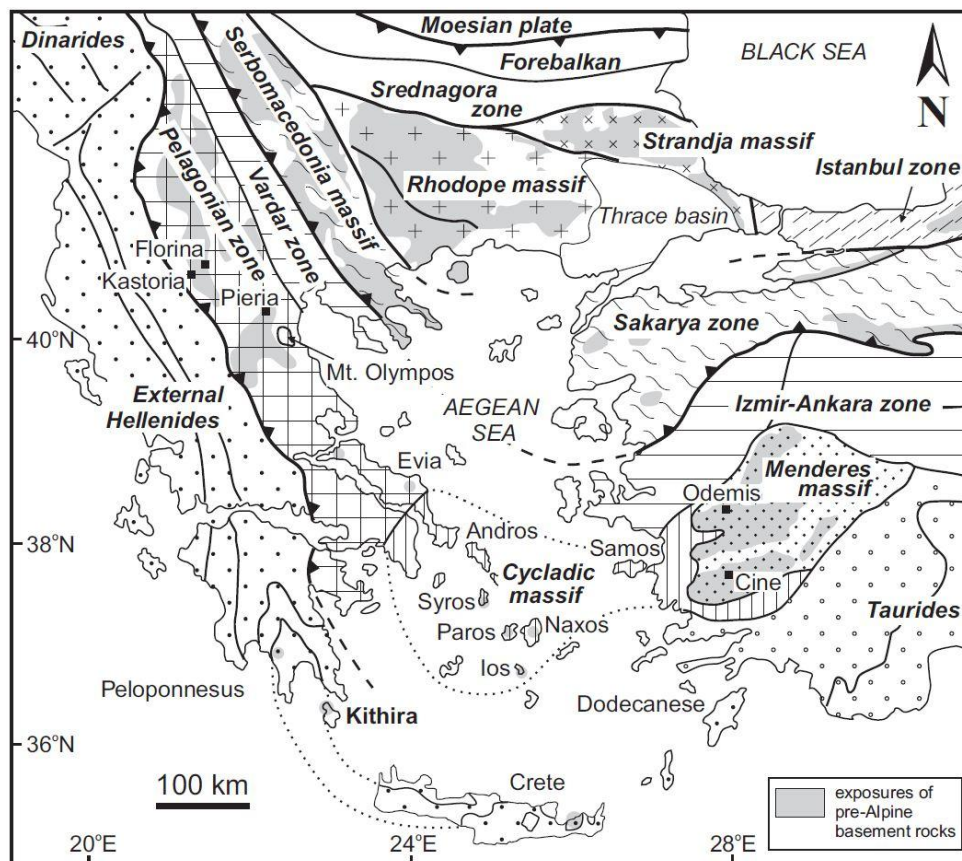 Dinarides
Moesian plate
Forebalkan
BLACK SEA
N
Serbomacedonia massif
Srednagora
zone
Strandja massif
Istanbul zone
Pelagonian zone
Vardar zone
Rhodope massif
Thrace basin
Florina
Kastoria
Pieria
40°N
Sakarya zone
Mt. Olympos
External
Hellenides
AEGEAN
SEA
Izmir-Ankara zone
Evia
Menderes
massif
Odemis
38°N
Andros
Samos
Cycladic
massif
Cine
Syros
Paros
Naxos
Taurides
Ios
Peloponnesus
Dodecanese
Kithira
36°N
100 km
Crete
exposures of
pre-Alpine
basement rocks
20°E
24°E
28°E